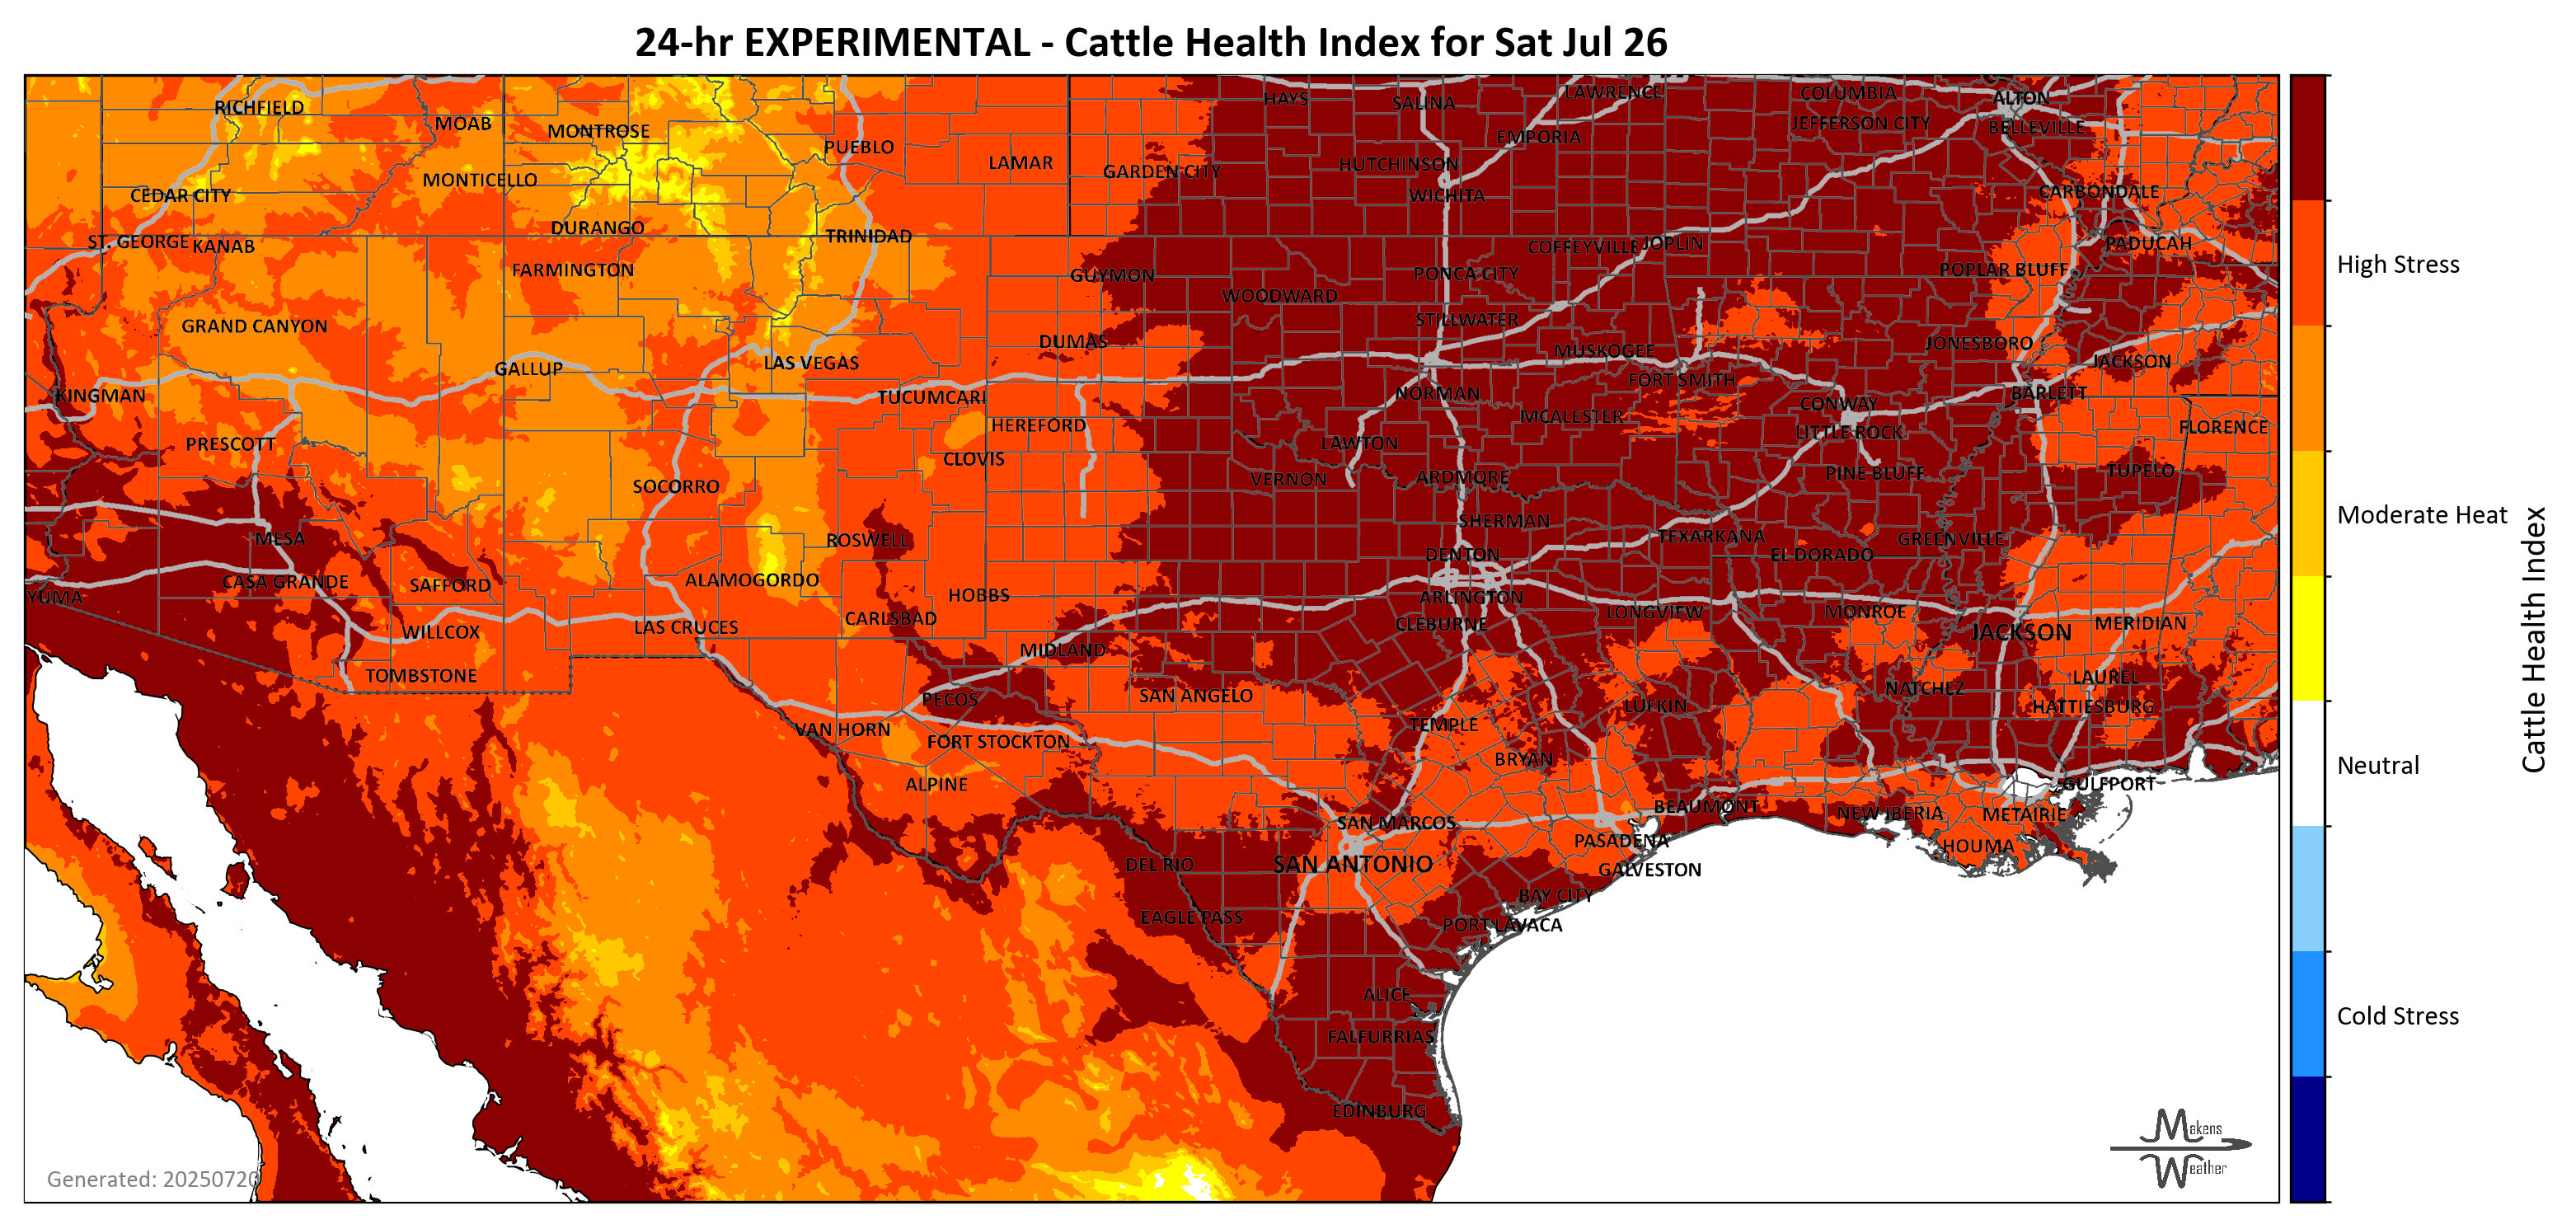 24-hr EXPERIMENTAL - Cattle Health Index for Sat Jul 26
RICHFIELD
MOAB
MONTROSE
PUEBLO
LAMAR
GARDEN CITY
HAYS
SALINA
LAWRENCE
COLUMBIA
ALTON
EMPORIA
JEFFERSON CITY
BELLEVILLE
HUTCHINSON
WICHITA
CEDAR CITY
MONTICELLO
CARBONDALE
DURANGO
TRINIDAD
ST. GEORGE
KANAB
COFFEYVILLE
JOPLIN
PADUCAH
FARMINGTON
GUYMON
PONCA CITY
POPLAR BLUFF
WOODWARD
GRAND CANYON
STILLWATER
DUMAS
MUSKOGEE
JONESBORO
JACKSON
GALLUP
LAS VEGAS
FORT SMITH
KINGMAN
TUCUMCARI
NORMAN
BARLETT
CONWAY
MCALESTER
HEREFORD
FLORENCE
PRESCOTT
LAWTON
LITTLE ROCK
CLOVIS
VERNON
ARDMORE
PINE BLUFF
TUPELO
SOCORRO
SHERMAN
MESA
ROSWELL
DENTON
TEXARKANA
EL DORADO
GREENVILLE
CASA GRANDE
SAFFORD
ALAMOGORDO
YUMA
HOBBS
ARLINGTON
LONGVIEW
MONROE
CARLSBAD
CLEBURNE
WILLCOX
LAS CRUCES
JACKSON
MERIDIAN
MIDLAND
TOMBSTONE
PECOS
SAN ANGELO
NATCHEZ
LAUREL
LUFKIN
HATTIESBURG
VAN HORN
TEMPLE
FORT STOCKTON
BRYAN
ALPINE
GULFPORT
BEAUMONT
NEW IBERIA
METAIRIE
SAN MARCOS
PASADENA
HOUMA
DEL RIO
SAN ANTONIO
GALVESTON
BAY CITY
EAGLE PASS
PORT LAVACA
ALICE
FALFURRIAS
EDINBURG
High Stress
Moderate Heat
Neutral
Cold Stress
Cattle Health Index
Makens
Weather
Generated: 20250720